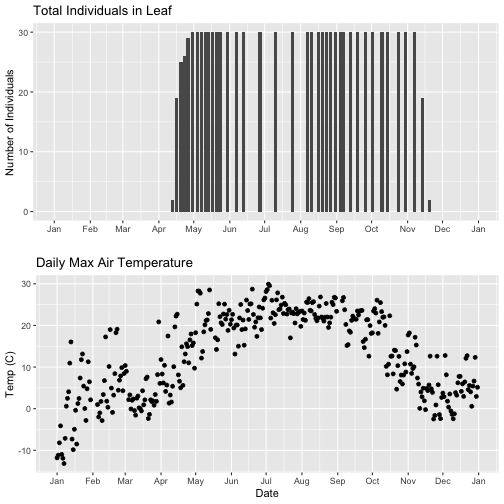 Total Individuals in Leaf
Number of Individuals
30
20
10
0
Jan Feb Mar Apr May Jun Jul Aug Sep Oct Nov Dec Jan
Daily Max Air Temperature
Temp (C)
30
20
10
0
-10
Jan Feb Mar Apr May Jun Jul Aug Sep Oct Nov Dec Jan
Date